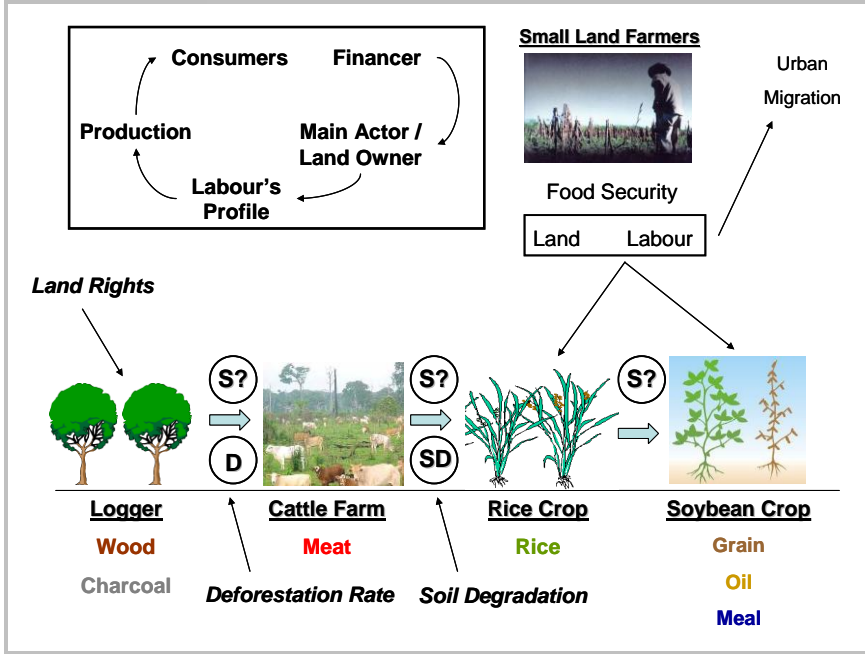 Consumers
Financer
Production
Main Actor /
Land Owner
Labour's
Profile
Small Land Farmers
Urban
Migration
Food Security
Land
Labour
Land Rights
S?
S?
S?
D
SD
Logger
Cattle Farm
Rice Crop
Soybean Crop
Wood
Meat
Rice
Grain
Charcoal
Oil
Deforestation Rate
Soil Degradation
Meal